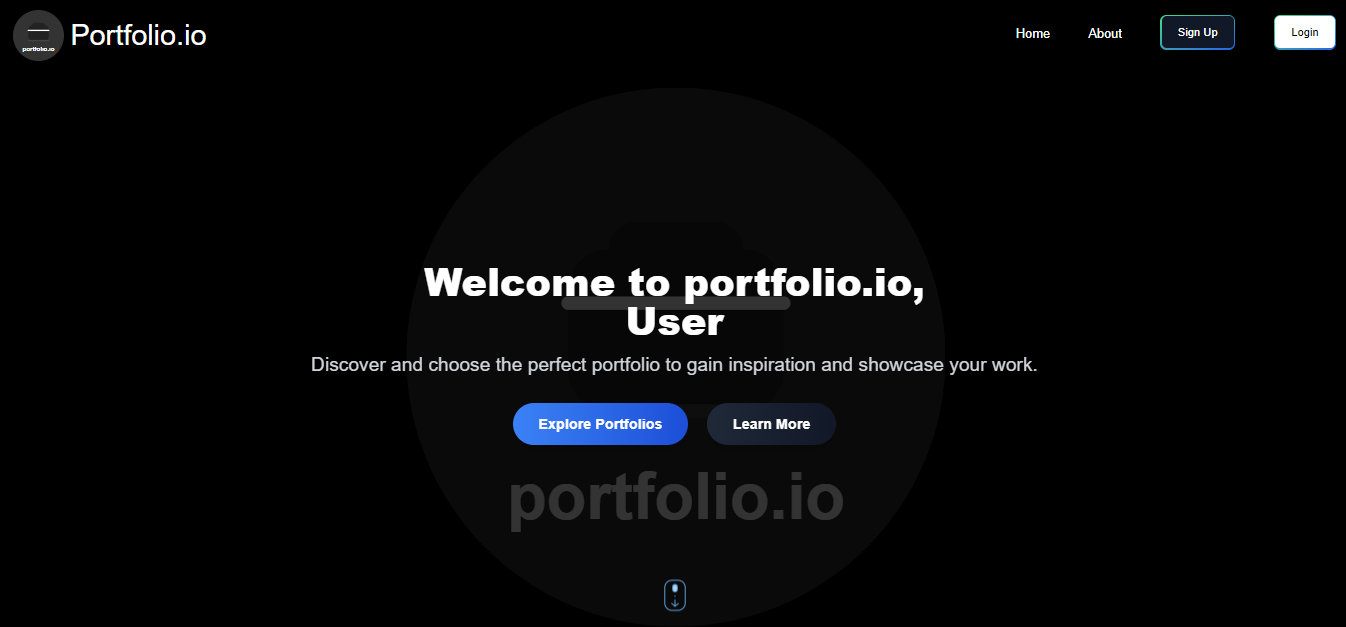 portfolio.io
Portfolio.io
Home
About
Sign Up
Login
Welcome to portfolio.io,
User
Discover and choose the perfect portfolio to gain inspiration and showcase your work.
Explore Portfolios
Learn More
portfolio.io